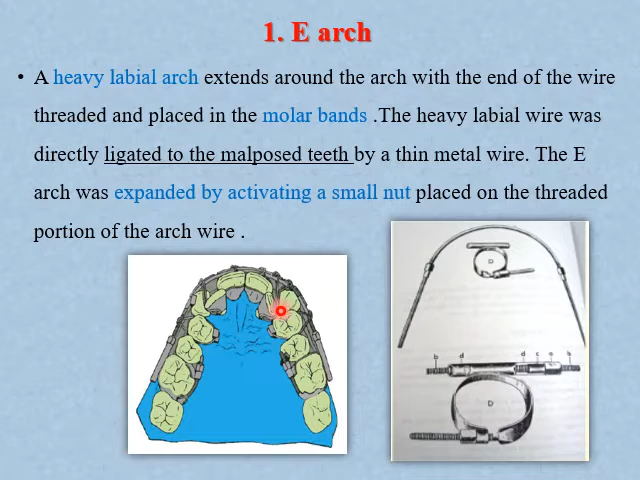 1. E arch
• A heavy labial arch extends around the arch with the end of the wire
threaded and placed in the molar bands .The heavy labial wire was
directly ligated to the malposed teeth by a thin metal wire. The E
arch was expanded by activating a small nut placed on the threaded
portion of the arch wire .
D
b d d c a b
D